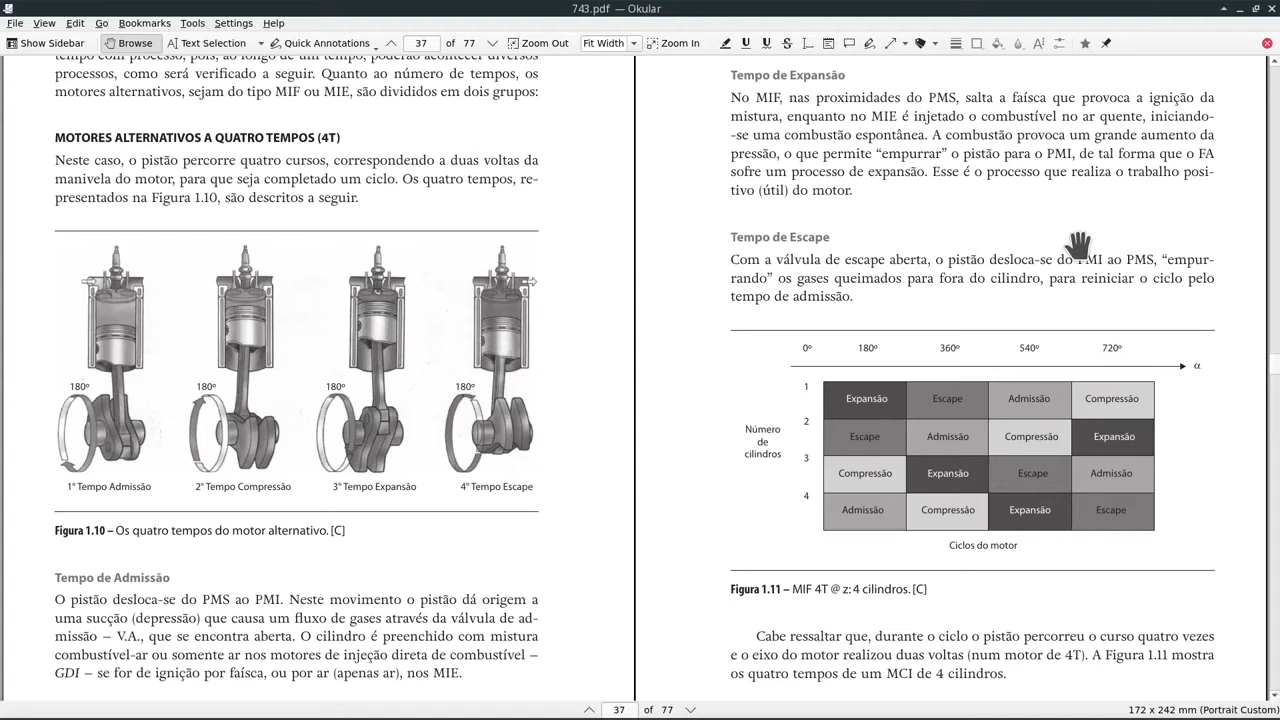 743.pdf — Okular
File View Edit Go Bookmarks Tools Settings Help
Show Sidebar Browse Text Selection Quick Annotations 37 of 77 Zoom Out Fit Width Zoom In
processos, como será verificado a seguir. Quanto ao número de tempos, os
motores alternativos, sejam do tipo MIF ou MIE, são divididos em dois grupos:
MOTORES ALTERNATIVOS A QUATRO TEMPOS (4T)
Neste caso, o pistão percorre quatro cursos, correspondendo a duas voltas da
manivela do motor, para que seja completado um ciclo. Os quatro tempos, re-
presentados na Figura 1.10, são descritos a seguir.
180º 180º 180º 180º
1º Tempo Admissão 2º Tempo Compressão 3º Tempo Expansão 4º Tempo Escape
Figura 1.10 – Os quatro tempos do motor alternativo. [C]
Tempo de Admissão
O pistão desloca-se do PMS ao PMI. Neste movimento o pistão dá origem a
uma sucção (depressão) que causa um fluxo de gases através da válvula de ad-
missão – V.A., que se encontra aberta. O cilindro é preenchido com mistura
combustível-ar ou somente ar nos motores de injeção direta de combustível –
GDI – se for de ignição por faísca, ou por ar (apenas ar), nos MIE.
Tempo de Expansão
No MIF, nas proximidades do PMS, salta a faísca que provoca a ignição da
mistura, enquanto no MIE é injetado o combustível no ar quente, iniciando-
-se uma combustão espontânea. A combustão provoca um grande aumento da
pressão, o que permite “empurrar” o pistão para o PMI, de tal forma que o FA
sofre um processo de expansão. Esse é o processo que realiza o trabalho posi-
tivo (útil) do motor.
Tempo de Escape
Com a válvula de escape aberta, o pistão desloca-se do PMI ao PMS, “empur-
rando” os gases queimados para fora do cilindro, para reiniciar o ciclo pelo
tempo de admissão.
0º 180º 360º 540º 720º
α
1 Expansão Escape Admissão Compressão
2 Escape Admissão Compressão Expansão
Número
de
cilindros
3 Compressão Expansão Escape Admissão
4 Admissão Compressão Expansão Escape
Ciclos do motor
Figura 1.11 – MIF 4T @ z: 4 cilindros. [C]
Cabe ressaltar que, durante o ciclo o pistão percorreu o curso quatro vezes
e o eixo do motor realizou duas voltas (num motor de 4T). A Figura 1.11 mostra
os quatro tempos de um MCI de 4 cilindros.
37 of 77
172 x 242 mm (Portrait Custom)